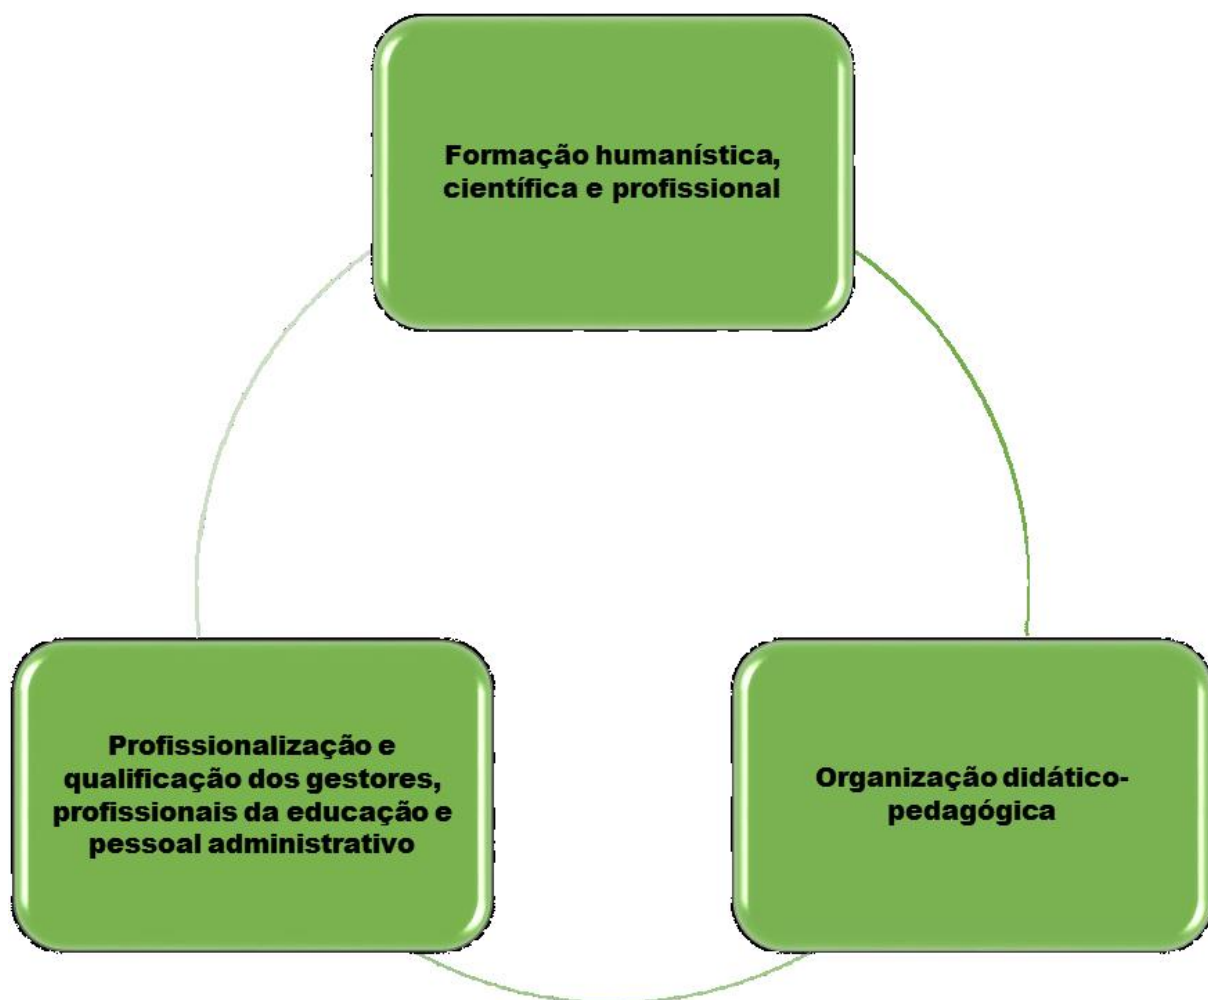 Formação humanística,
científica e profissional
Profissionalização e
qualificação dos gestores,
profissionais da educação e
pessoal administrativo
Organização didático-
pedagógica